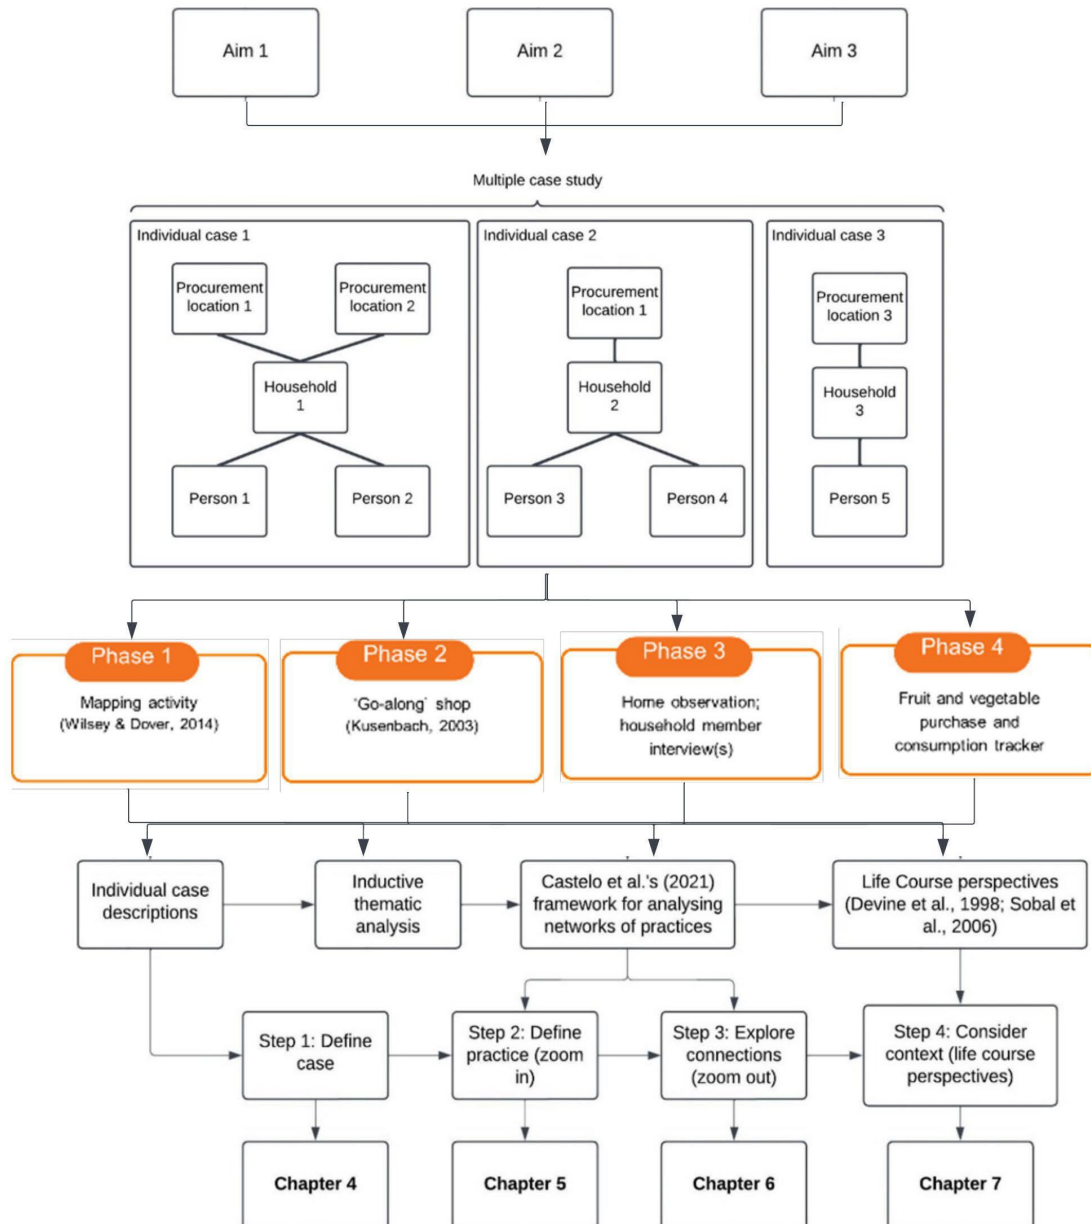 Aim 1
Aim 2
Aim 3
Multiple case study
Individual case 1
Procurement
location 1
Procurement
location 2
Household
1
Person 1
Person 2
Individual case 2
Procurement
location 1
Household
2
Person 3
Person 4
Individual case 3
Procurement
location 3
Household
3
Person 5
Phase 1
Mapping activity
(Wilsey & Dover, 2014)
Phase 2
'Go-along' shop
(Kusenbach, 2003)
Phase 3
Home observation;
household member
interview(s)
Phase 4
Fruit and vegetable
purchase and
consumption tracker
Individual case
descriptions
Inductive
thematic
analysis
Castelo et al.'s (2021)
framework for analysing
networks of practices
Life Course perspectives
(Devine et al., 1998; Sobal et
al., 2006)
Step 1: Define
case
Step 2: Define
practice (zoom
in)
Step 3: Explore
connections
(zoom out)
Step 4: Consider
context (life course
perspectives)
Chapter 4
Chapter 5
Chapter 6
Chapter 7